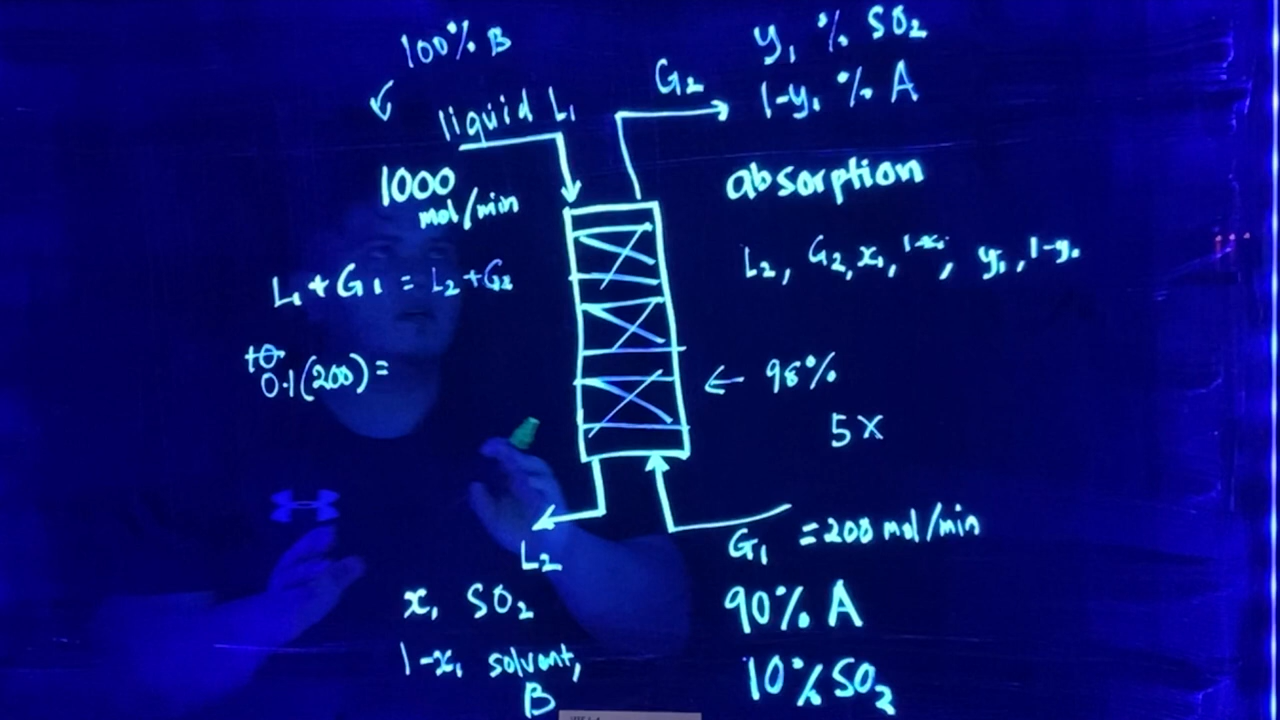 100% B
liquid L₁
1000
mol/min
L₁ + G₁ = L₂ + G₂
+0
0.1(200) =
G₂
y₁ % SO₂
1-y₁ % A
absorption
L₂, G₂, x₁, 1-x₁, y₁, 1-y₁
← 98%
5X
L₂
x₁ SO₂
1-x₁ solvent,
B
G₁ = 200 mol/min
90% A
10% SO₂